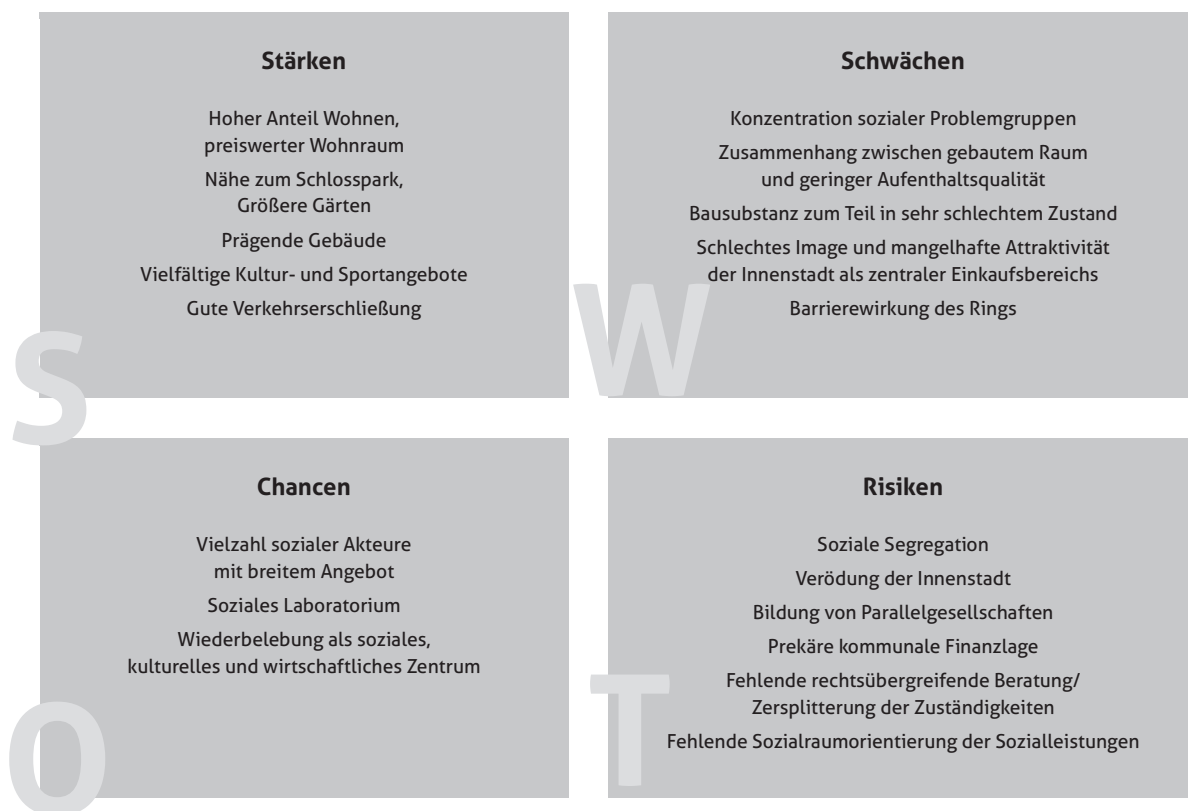 Stärken
Hoher Anteil Wohnen,
preiswerter Wohnraum
Nähe zum Schlosspark,
Größere Gärten
Prägende Gebäude
Vielfältige Kultur- und Sportangebote
Gute Verkehrserschließung
S
Schwächen
Konzentration sozialer Problemgruppen
Zusammenhang zwischen gebautem Raum
und geringer Aufenthaltsqualität
Bausubstanz zum Teil in sehr schlechtem Zustand
Schlechtes Image und mangelhafte Attraktivität
der Innenstadt als zentraler Einkaufsbereichs
Barrierewirkung des Rings
W
Chancen
Vielzahl sozialer Akteure
mit breitem Angebot
Soziales Laboratorium
Wiederbelebung als soziales,
kulturelles und wirtschaftliches Zentrum
O
Risiken
Soziale Segregation
Verödung der Innenstadt
Bildung von Parallelgesellschaften
Prekäre kommunale Finanzlage
Fehlende rechtsübergreifende Beratung/
Zersplitterung der Zuständigkeiten
Fehlende Sozialraumorientierung der Sozialleistungen
T